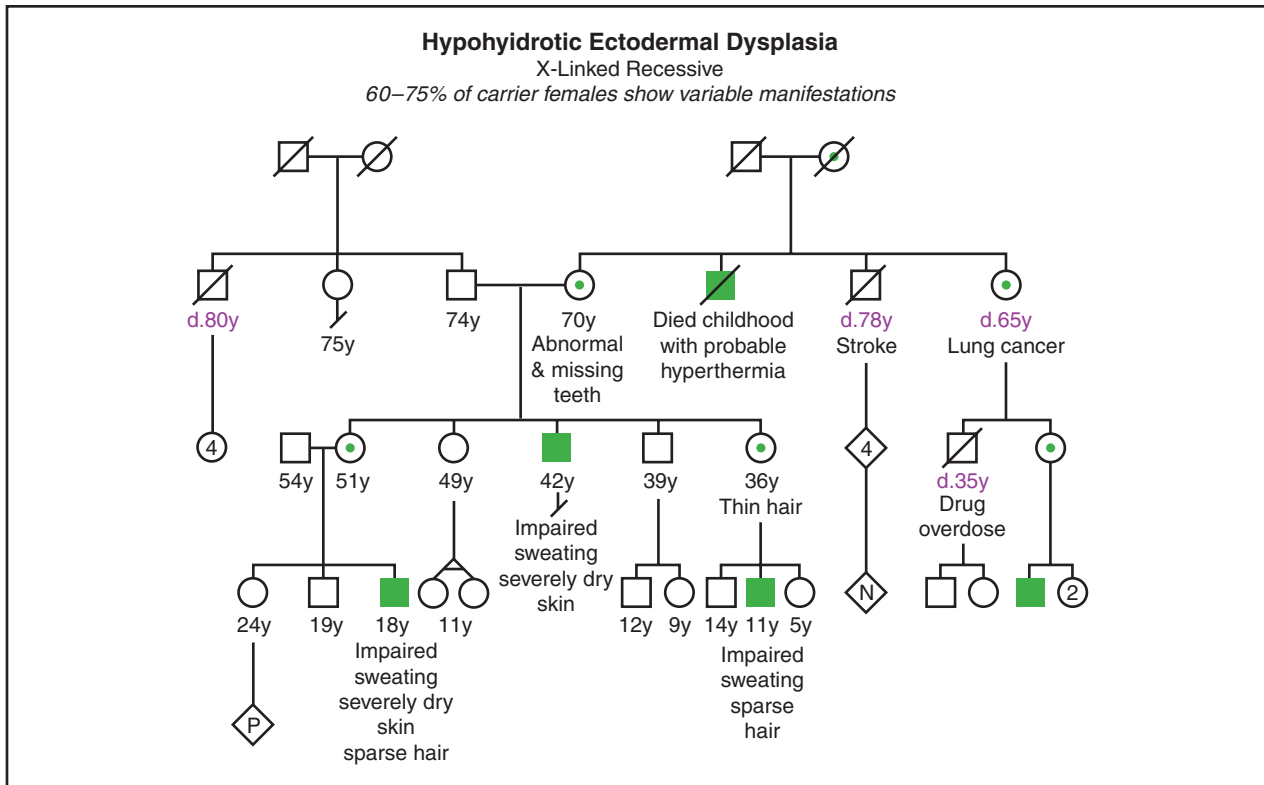 Hypohyidrotic Ectodermal Dysplasia
X-Linked Recessive
60–75% of carrier females show variable manifestations
d.80y
75y
74y
70y
Abnormal
& missing
teeth
Died childhood
with probable
hyperthermia
d.78y
Stroke
d.65y
Lung cancer
4
54y
51y
49y
42y
Impaired
sweating
severely dry
skin
39y
36y
Thin hair
4
d.35y
Drug
overdose
24y
19y
18y
Impaired
sweating
severely dry
skin
sparse hair
11y
12y
9y
14y
11y
Impaired
sweating
sparse
hair
5y
N
2
P